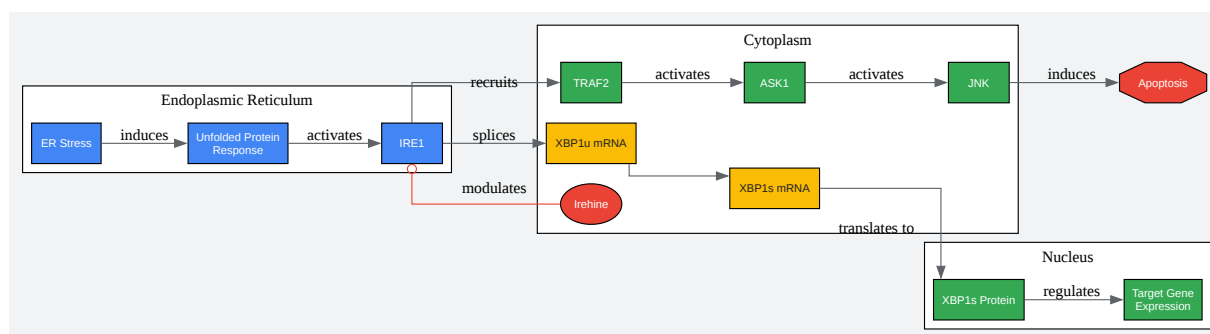 Cytoplasm
recruits
TRAF2
activates
ASK1
activates
JNK
induces
Apoptosis
Endoplasmic Reticulum
ER Stress
induces
Unfolded Protein
Response
activates
IRE1
splices
XBP1u mRNA
XBP1s mRNA
modulates
Irehine
translates to
Nucleus
XBP1s Protein
regulates
Target Gene
Expression